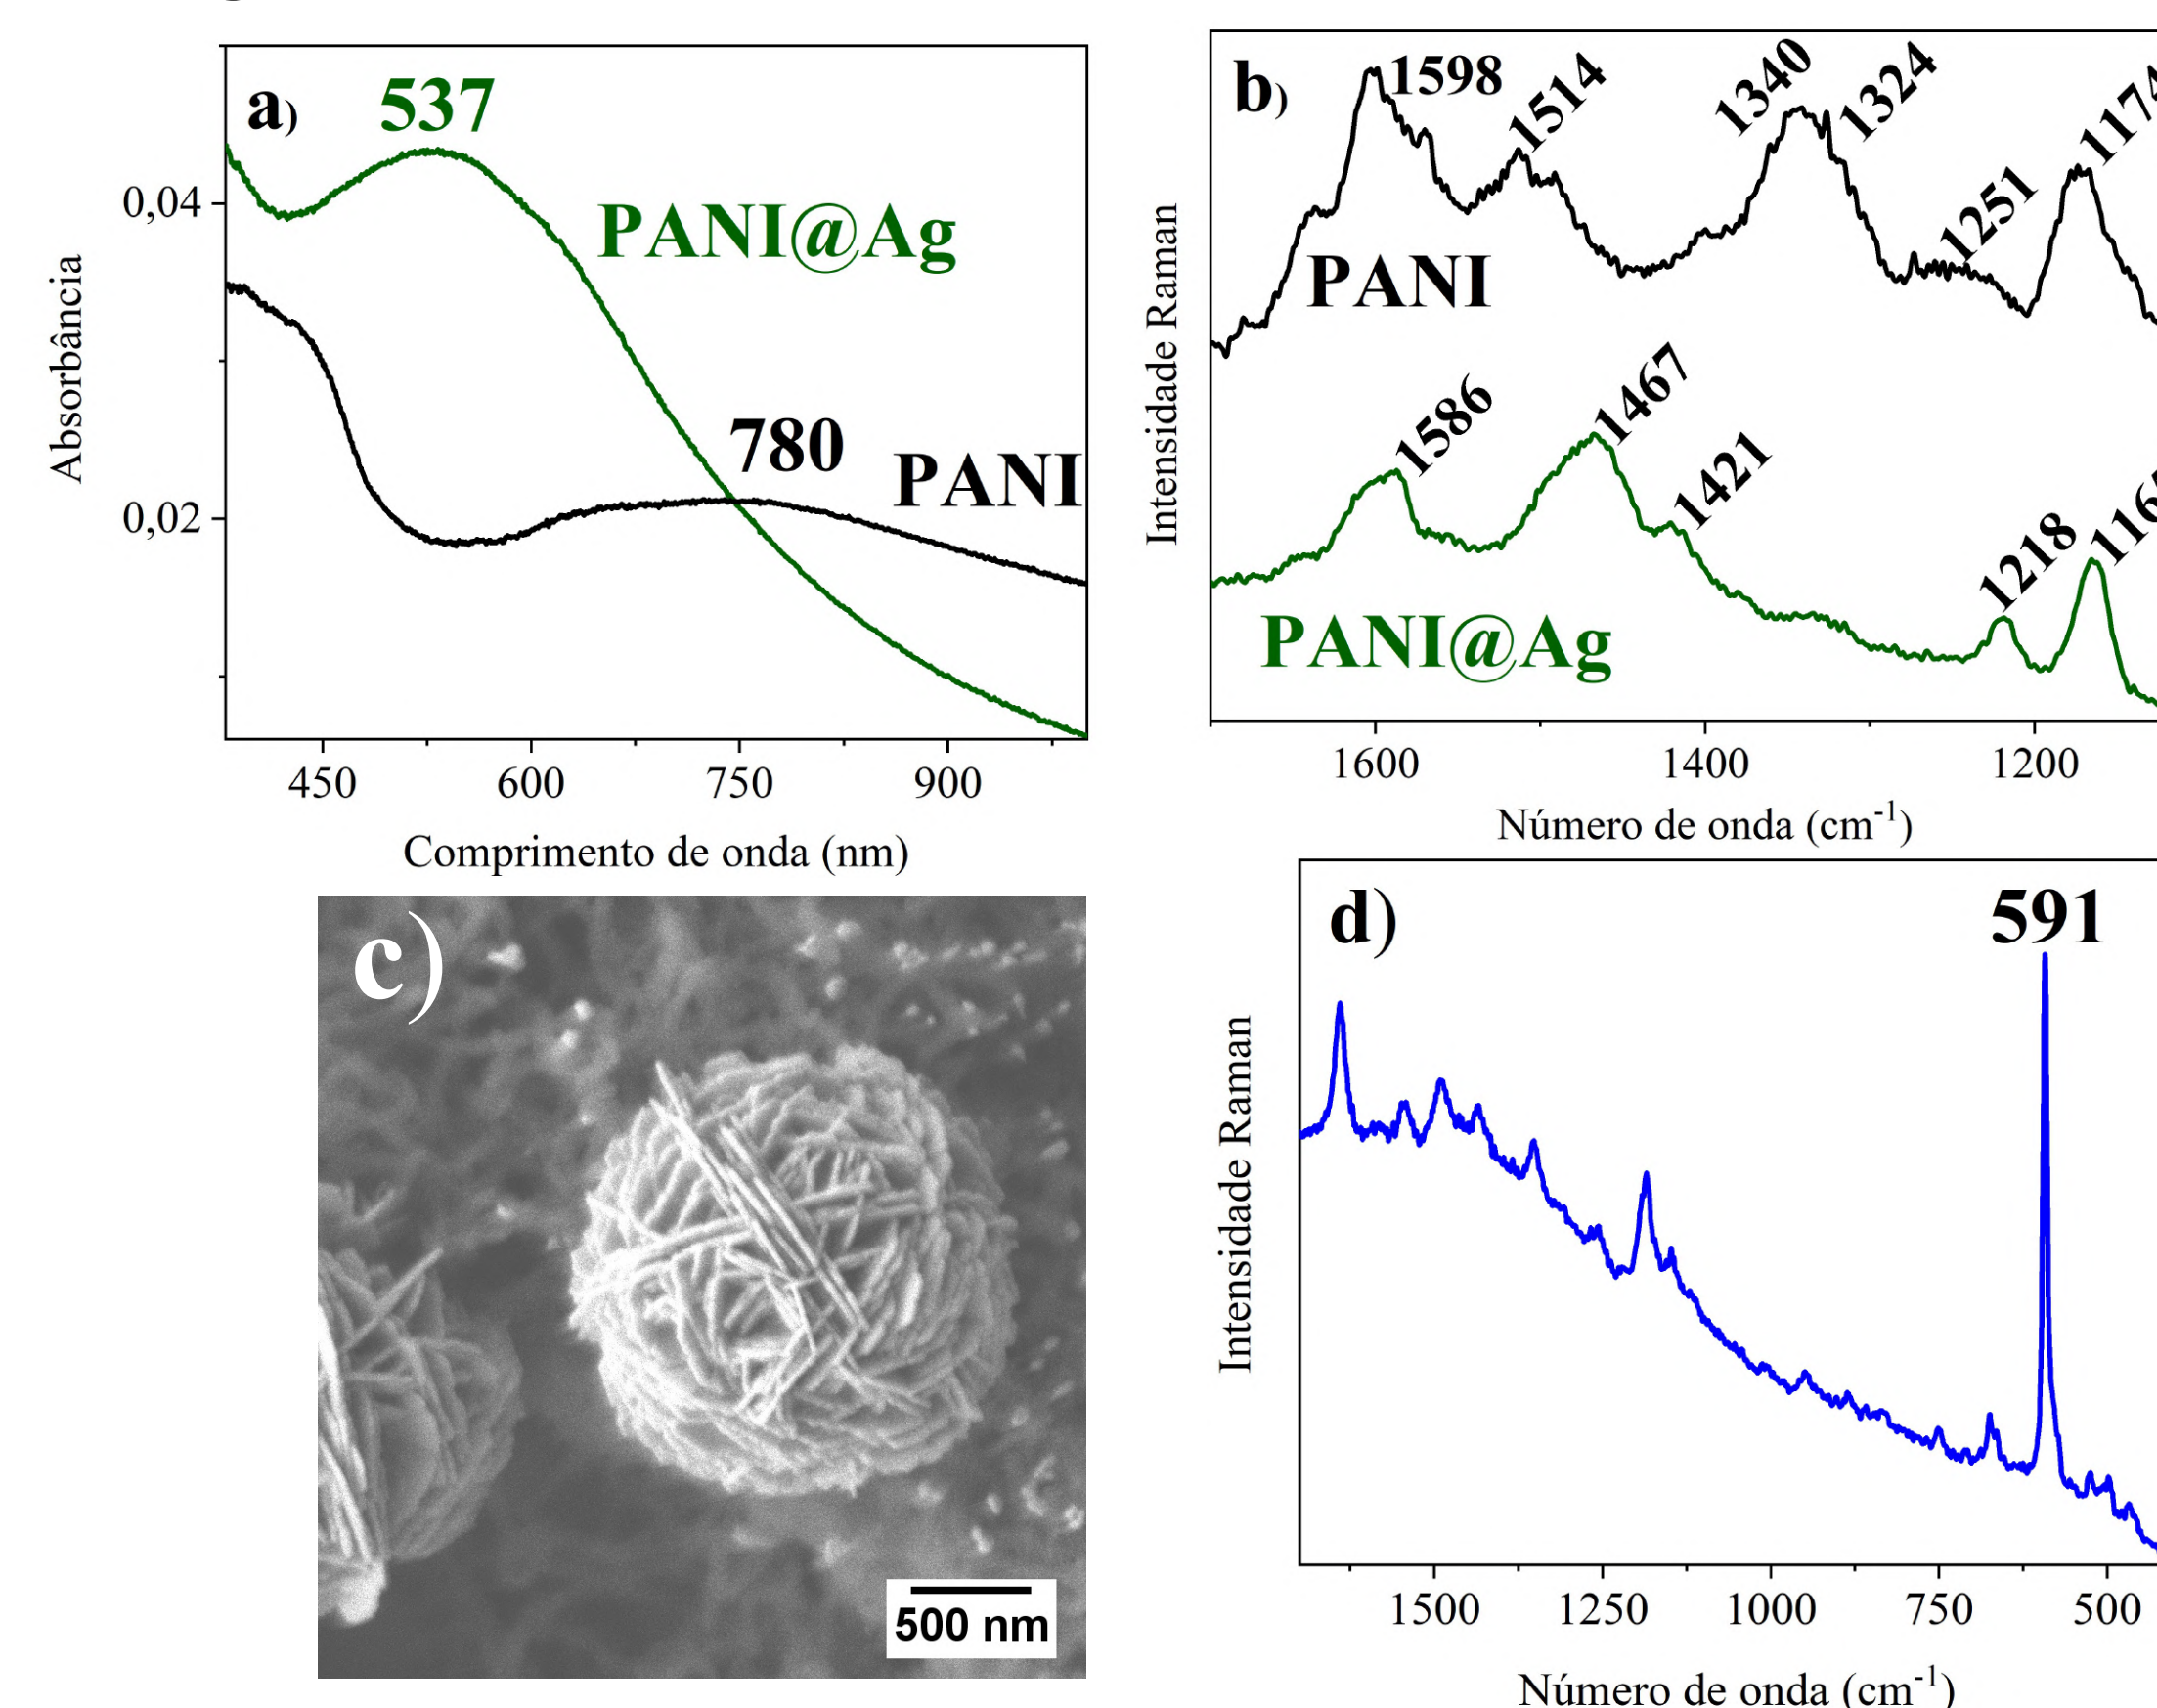 a)
537
PANI@Ag
780
PANI
0,04
0,02
Absorbância
450 600 750 900
Comprimento de onda (nm)
b)
1598
1514
1340
1324
1251
1174
PANI
1586
1467
1421
1218
PANI@Ag
Intensidade Raman
1600 1400 1200
Número de onda (cm-1)
c)
500 nm
d)
591
Intensidade Raman
1500 1250 1000 750 500
Número de onda (cm-1)